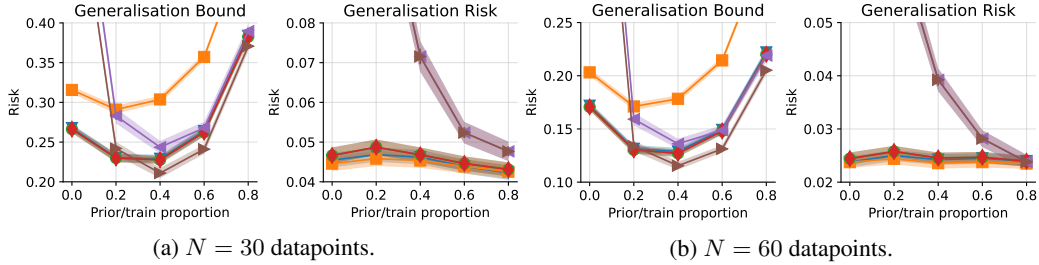 Generalisation Bound
Risk
0.40
0.35
0.30
0.25
0.20
0.0 0.2 0.4 0.6 0.8
Prior/train proportion
Generalisation Risk
Risk
0.08
0.07
0.06
0.05
0.04
0.0 0.2 0.4 0.6 0.8
Prior/train proportion
(a) N = 30 datapoints.
Generalisation Bound
Risk
0.25
0.20
0.15
0.10
0.0 0.2 0.4 0.6 0.8
Prior/train proportion
Generalisation Risk
Risk
0.05
0.04
0.03
0.02
0.0 0.2 0.4 0.6 0.8
Prior/train proportion
(b) N = 60 datapoints.